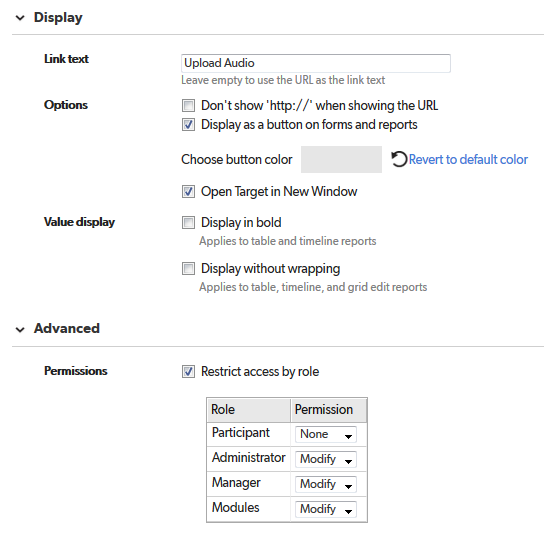 Display
Link text
Upload Audio
Leave empty to use the URL as the link text
Options
Don't show 'http://' when showing the URL
Display as a button on forms and reports
Choose button color
Revert to default color
Open Target in New Window
Value display
Display in bold
Applies to table and timeline reports
Display without wrapping
Applies to table, timeline, and grid edit reports
Advanced
Permissions
Restrict access by role
Role Permission
Participant None
Administrator Modify
Manager Modify
Modules Modify